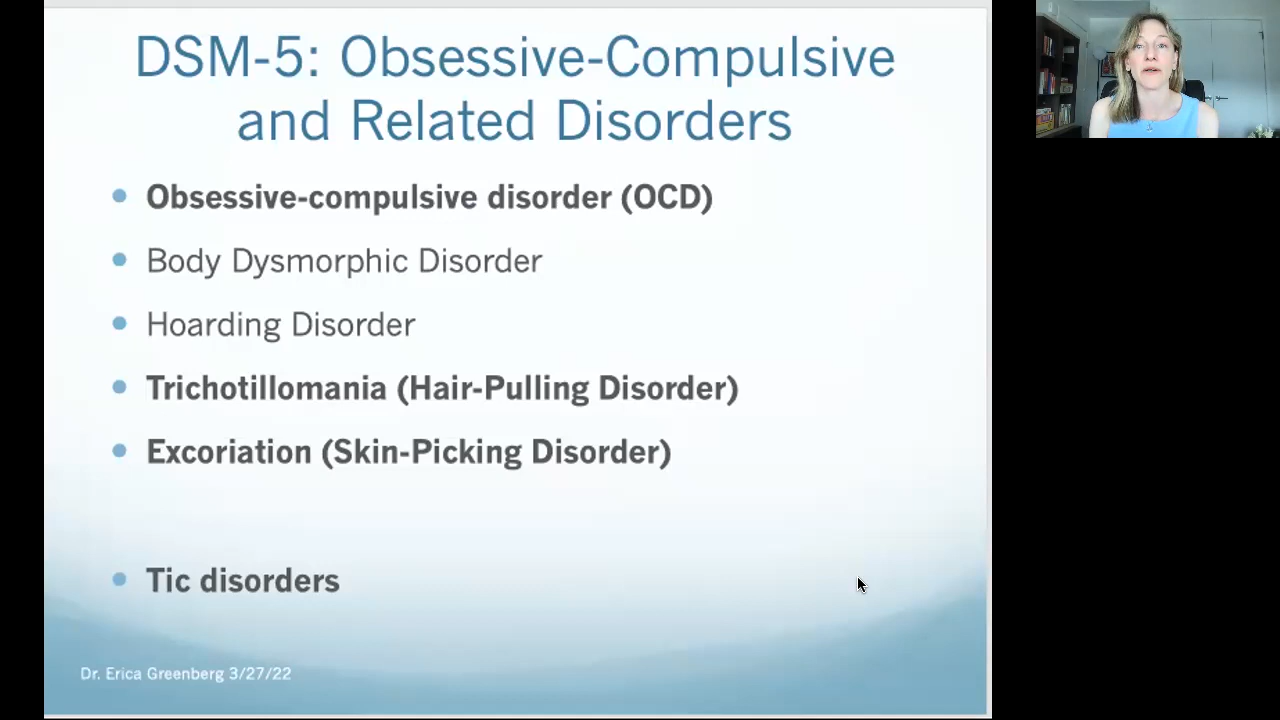 DSM-5: Obsessive-Compulsive
and Related Disorders
Obsessive-compulsive disorder (OCD)
Body Dysmorphic Disorder
Hoarding Disorder
Trichotillomania (Hair-Pulling Disorder)
Excoriation (Skin-Picking Disorder)
Tic disorders
Dr. Erica Greenberg 3/27/22